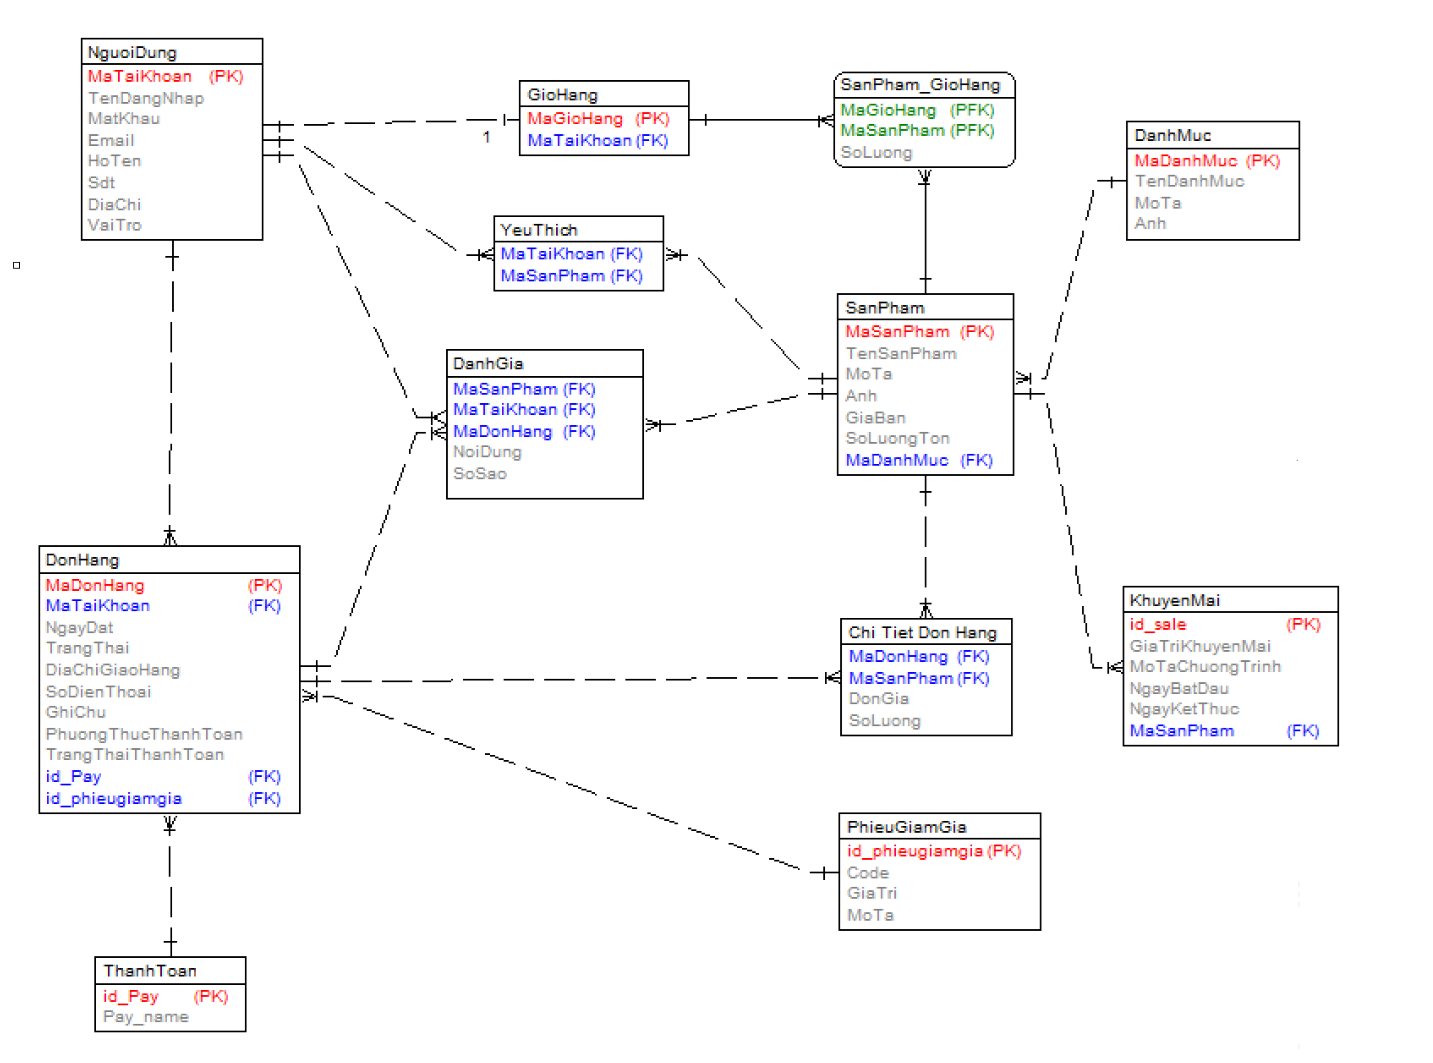 NguoiDung
MaTaiKhoan (PK)
TenDangNhap
MatKhau
Email
HoTen
Sdt
DiaChi
VaiTro
1
GioHang
MaGioHang (PK)
MaTaiKhoan (FK)
SanPham_GioHang
MaGioHang (PFK)
MaSanPham (PFK)
SoLuong
DanhMuc
MaDanhMuc (PK)
TenDanhMuc
MoTa
Anh
YeuThich
MaTaiKhoan (FK)
MaSanPham (FK)
SanPham
MaSanPham (PK)
TenSanPham
MoTa
Anh
GiaBan
SoLuongTon
MaDanhMuc (FK)
DanhGia
MaSanPham (FK)
MaTaiKhoan (FK)
MaDonHang (FK)
NoiDung
SoSao
DonHang
MaDonHang (PK)
MaTaiKhoan (FK)
NgayDat
TrangThai
DiaChiGiaoHang
SoDienThoai
GhiChu
PhuongThucThanhToan
TrangThaiThanhToan
id_Pay (FK)
id_phieugiamgia (FK)
Chi Tiet Don Hang
MaDonHang (FK)
MaSanPham (FK)
DonGia
SoLuong
KhuyenMai
id_sale (PK)
GiaTriKhuyenMai
MoTaChuongTrinh
NgayBatDau
NgayKetThuc
MaSanPham (FK)
PhieuGiamGia
id_phieugiamgia (PK)
Code
GiaTri
MoTa
ThanhToan
id_Pay (PK)
Pay_name